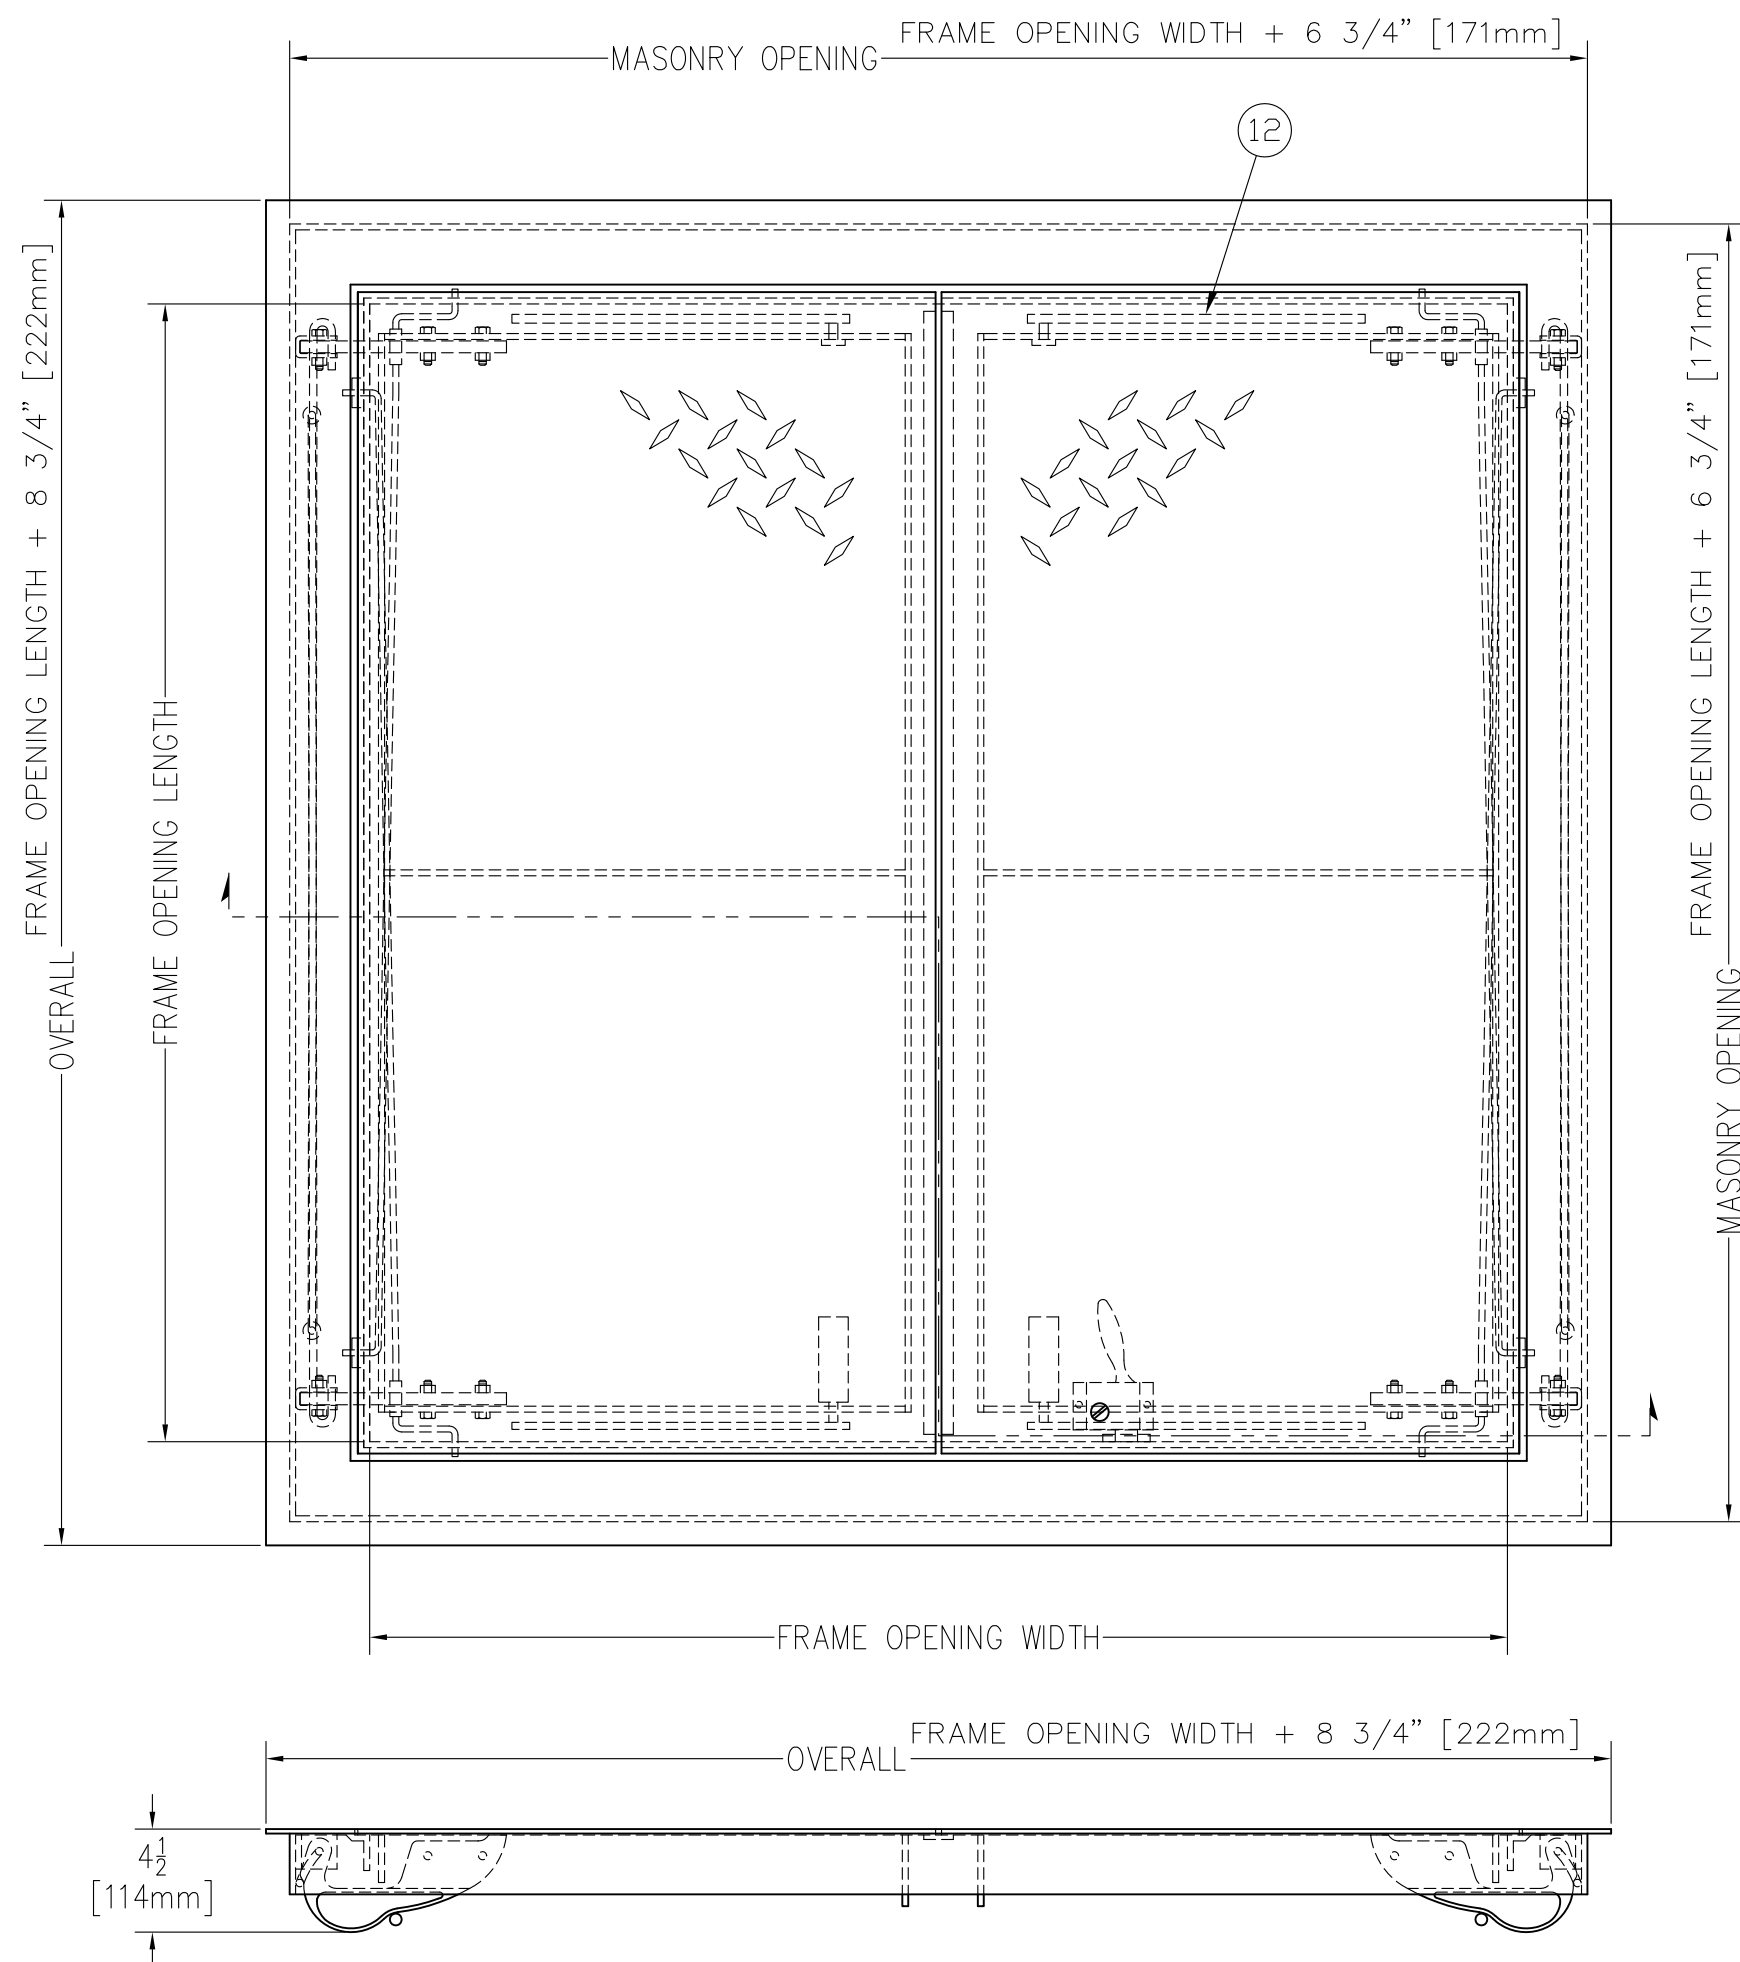 FRAME OPENING WIDTH + 6 3/4” [171mm]
MASONRY OPENING
12
FRAME OPENING LENGTH + 8 3/4” [222mm]
OVERALL
FRAME OPENING LENGTH
FRAME OPENING LENGTH + 6 3/4” [171mm]
MASONRY OPENING
FRAME OPENING WIDTH
FRAME OPENING WIDTH + 8 3/4” [222mm]
OVERALL
4 1/2
[114mm]